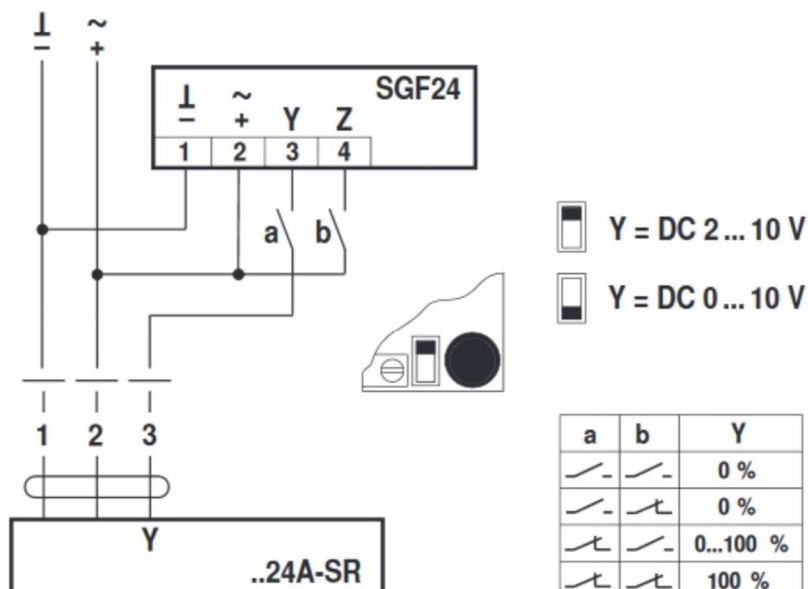 ⊥ ~
− +
SGF24
⊥ ~
− + Y Z
1 2 3 4
a b
Y = DC 2 ... 10 V
Y = DC 0 ... 10 V
1 2 3
Y
..24A-SR
a b Y
0 %
0 %
0...100 %
100 %